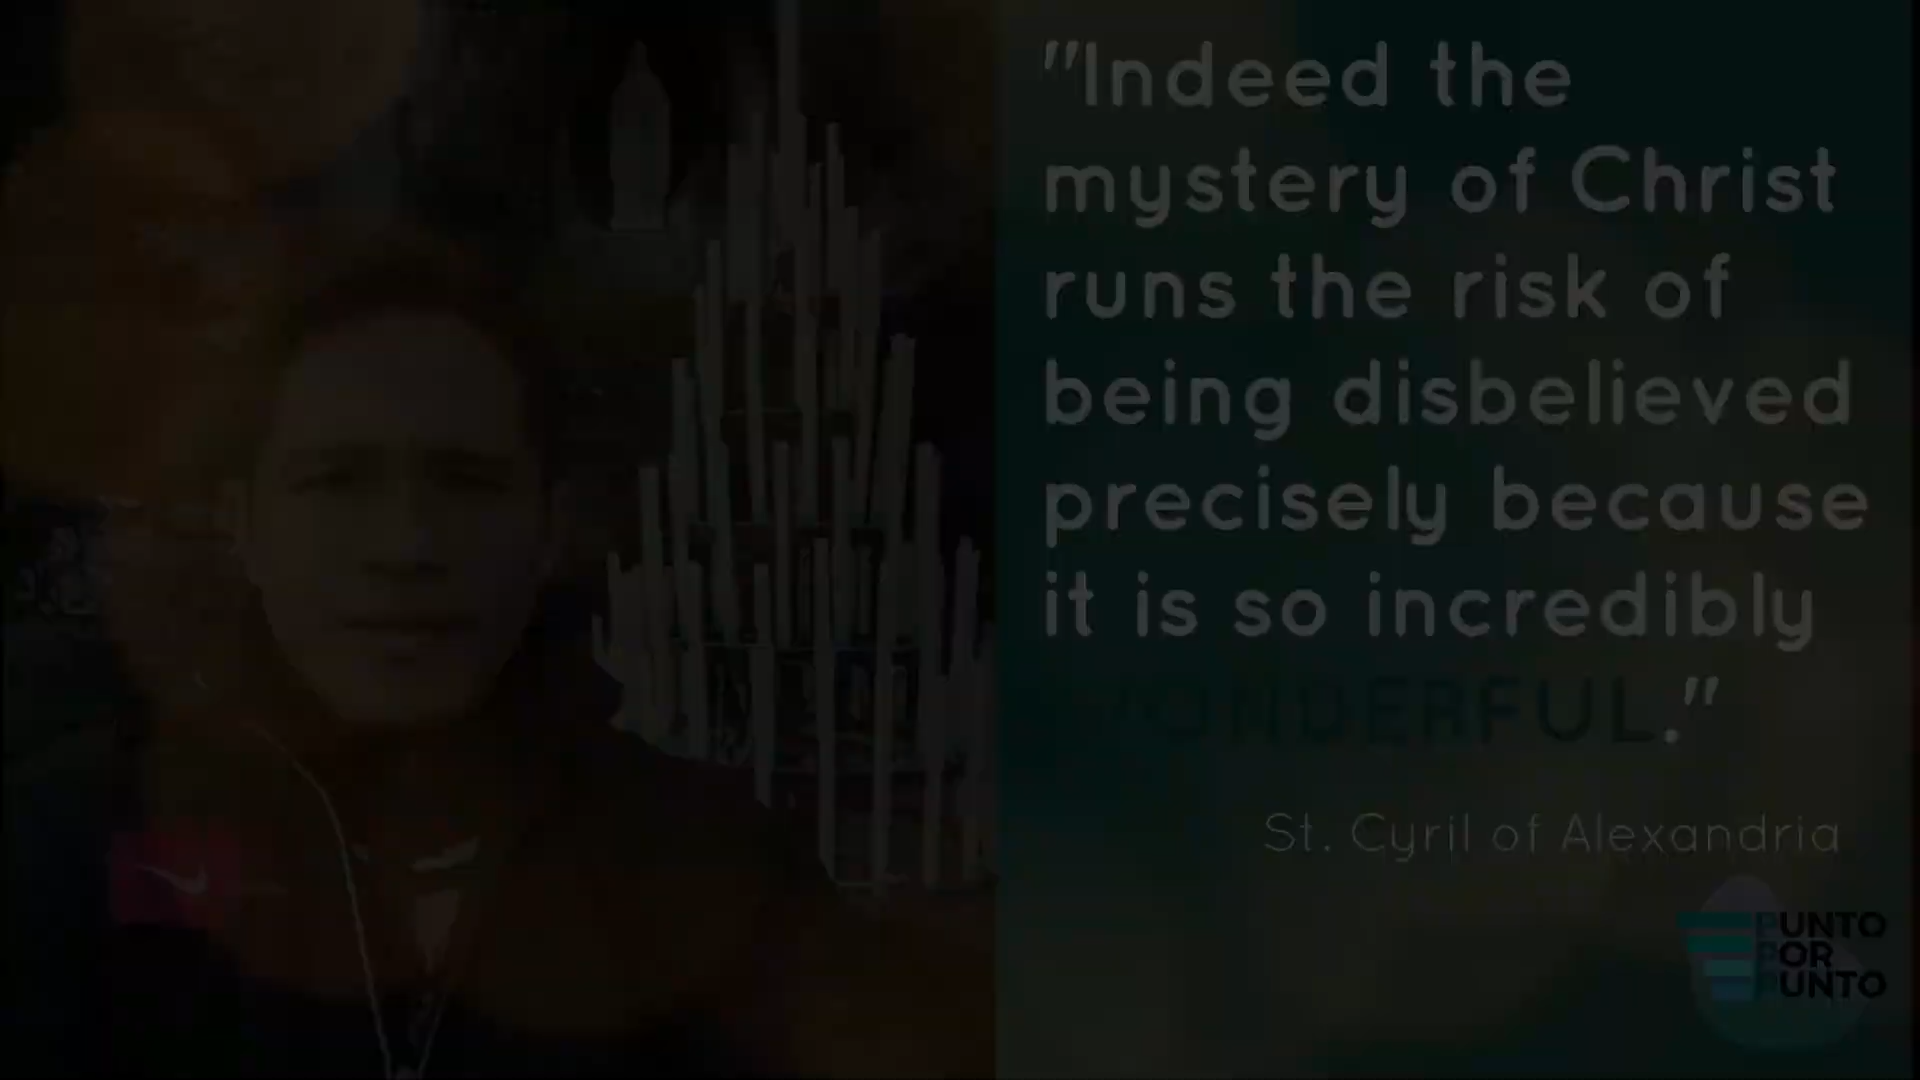 "Indeed the
mystery of Christ
runs the risk of
being disbelieved
precisely because
it is so incredibly
WONDERFUL."
St. Cyril of Alexandria
PUNTO
POR
PUNTO